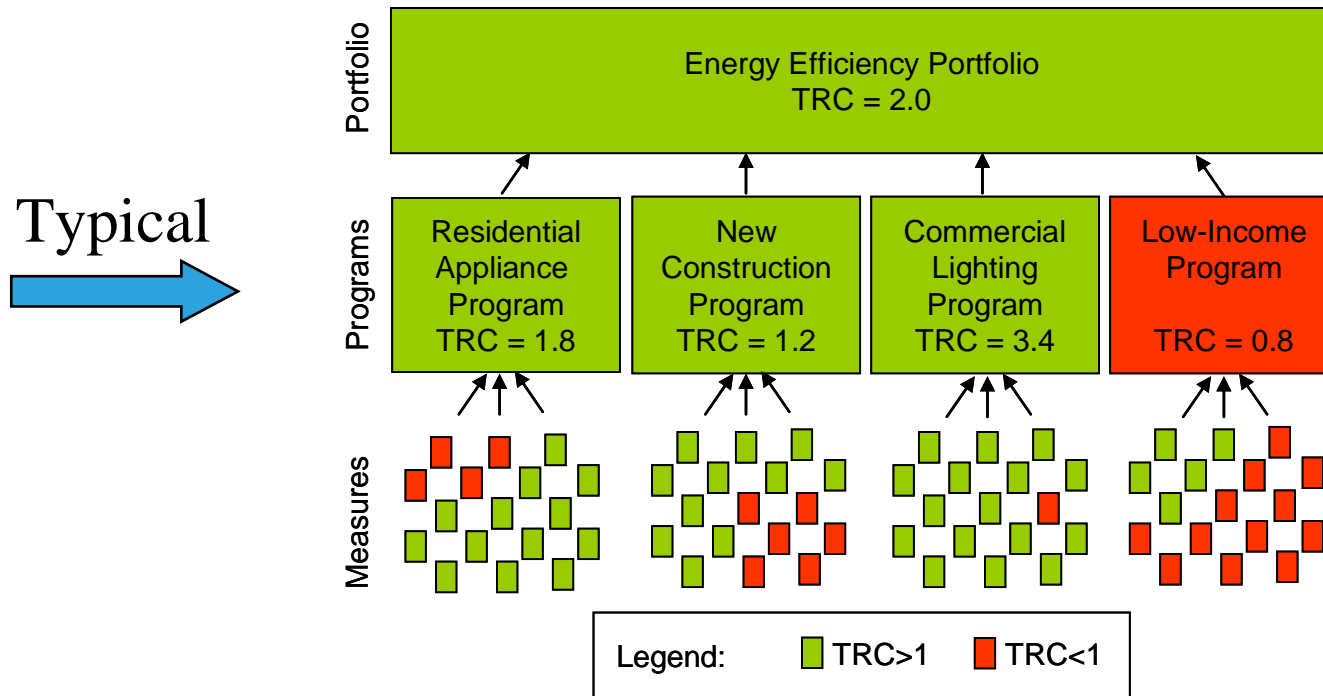 Portfolio
Energy Efficiency Portfolio
TRC = 2.0
Typical
Programs
Residential
Appliance
Program
TRC = 1.8
New
Construction
Program
TRC = 1.2
Commercial
Lighting
Program
TRC = 3.4
Low-Income
Program
TRC = 0.8
Measures
Legend:
TRC>1
TRC<1